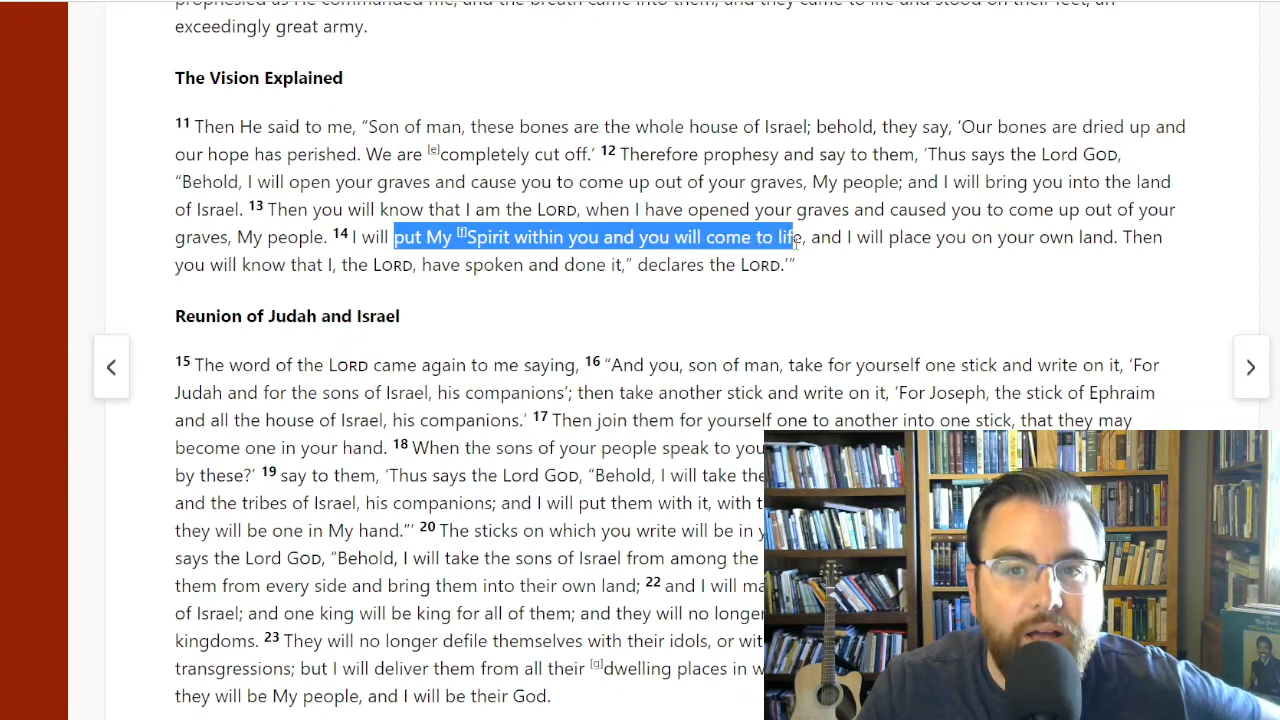 prophesied as He commanded me, and the breath came into them, and they came to life and stood on their feet, an
exceedingly great army.
The Vision Explained
11 Then He said to me, “Son of man, these bones are the whole house of Israel; behold, they say, ‘Our bones are dried up and
our hope has perished. We are [e]completely cut off.’ 12 Therefore prophesy and say to them, ‘Thus says the Lord GOD,
“Behold, I will open your graves and cause you to come up out of your graves, My people; and I will bring you into the land
of Israel. 13 Then you will know that I am the LORD, when I have opened your graves and caused you to come up out of your
graves, My people. 14 I will put My [f]Spirit within you and you will come to life, and I will place you on your own land. Then
you will know that I, the LORD, have spoken and done it,” declares the LORD.’”
Reunion of Judah and Israel
15 The word of the LORD came again to me saying, 16 “And you, son of man, take for yourself one stick and write on it, ‘For
Judah and for the sons of Israel, his companions’; then take another stick and write on it, ‘For Joseph, the stick of Ephraim
and all the house of Israel, his companions.’ 17 Then join them for yourself one to another into one stick, that they may
become one in your hand. 18 When the sons of your people speak to you
by these?’ 19 say to them, ‘Thus says the Lord GOD, “Behold, I will take the
and the tribes of Israel, his companions; and I will put them with it, with t
they will be one in My hand.”’ 20 The sticks on which you write will be in y
says the Lord GOD, “Behold, I will take the sons of Israel from among the
them from every side and bring them into their own land; 22 and I will ma
of Israel; and one king will be king for all of them; and they will no longer
kingdoms. 23 They will no longer defile themselves with their idols, or wit
transgressions; but I will deliver them from all their [g]dwelling places in w
they will be My people, and I will be their God.